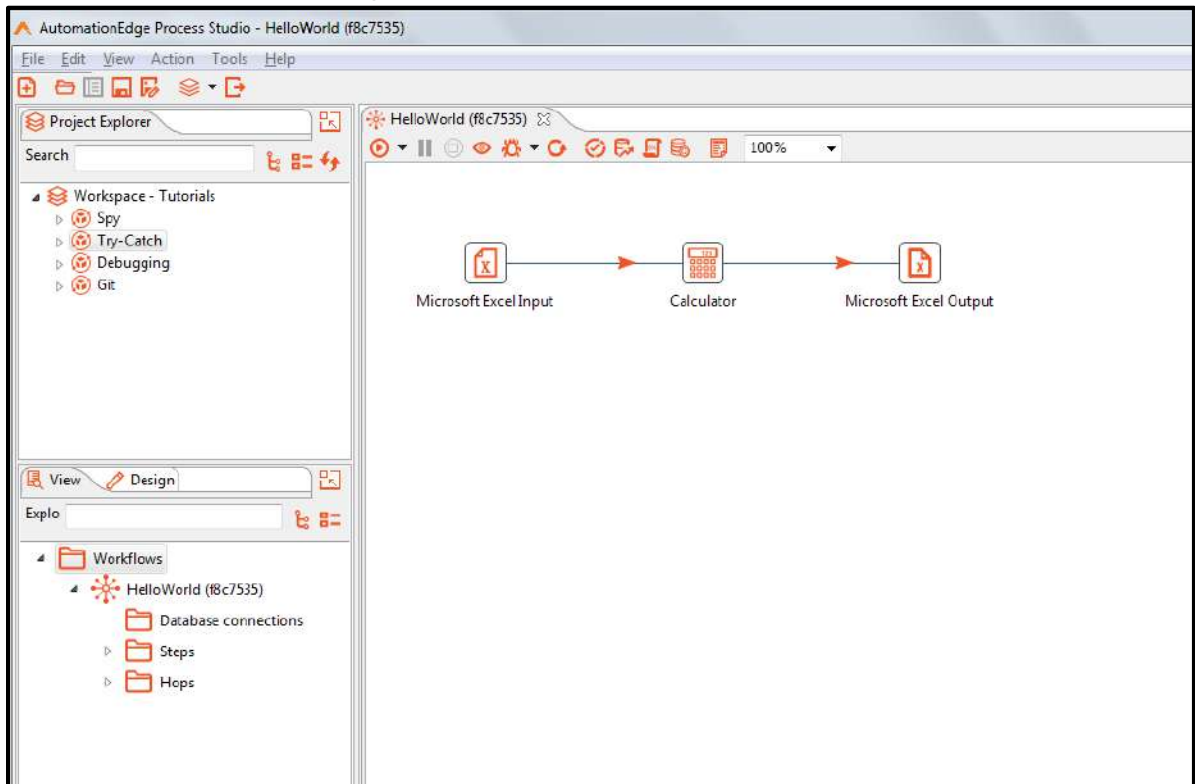 AutomationEdge Process Studio - HelloWorld (f8c7535)
File Edit View Action Tools Help
Project Explorer
Search
Workspace - Tutorials
Spy
Try-Catch
Debugging
Git
View Design
Explo
Workflows
HelloWorld (f8c7535)
Database connections
Steps
Hops
HelloWorld (f8c7535)
100%
Microsoft Excel Input
Calculator
Microsoft Excel Output